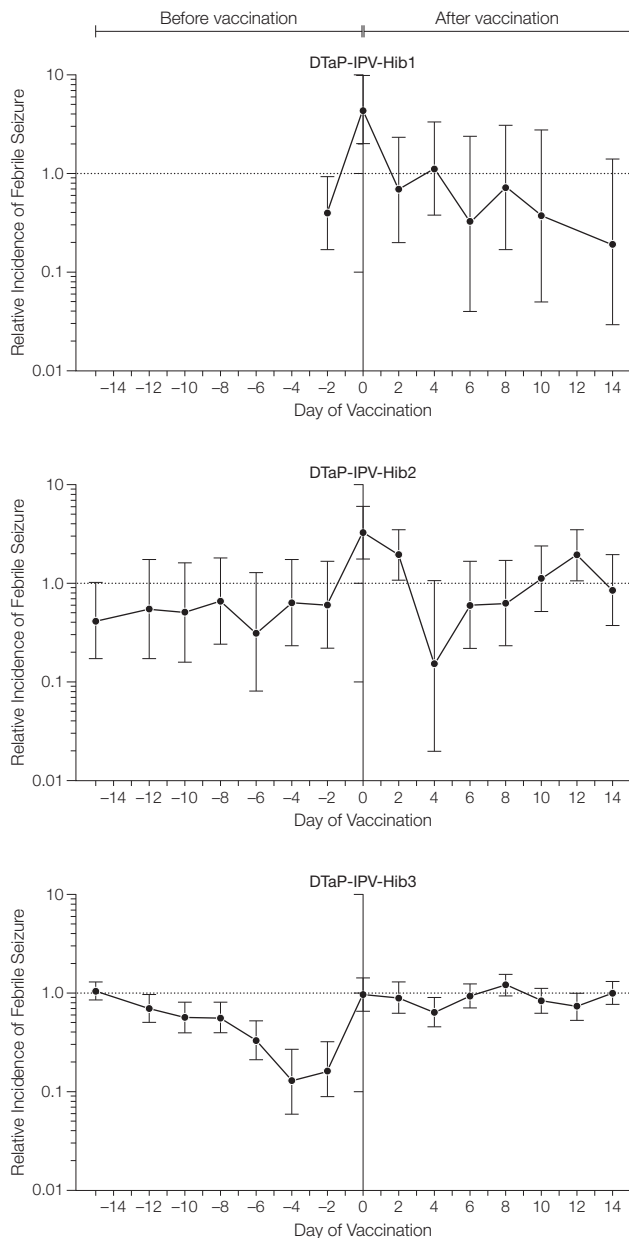 Before vaccination After vaccination
DTaP-IPV-Hib1
Relative Incidence of Febrile Seizure
10
1.0
0.1
0.01
−14 −12 −10 −8 −6 −4 −2 0 2 4 6 8 10 12 14
Day of Vaccination
DTaP-IPV-Hib2
Relative Incidence of Febrile Seizure
10
1.0
0.1
0.01
−14 −12 −10 −8 −6 −4 −2 0 2 4 6 8 10 12 14
Day of Vaccination
DTaP-IPV-Hib3
Relative Incidence of Febrile Seizure
10
1.0
0.1
0.01
−14 −12 −10 −8 −6 −4 −2 0 2 4 6 8 10 12 14
Day of Vaccination